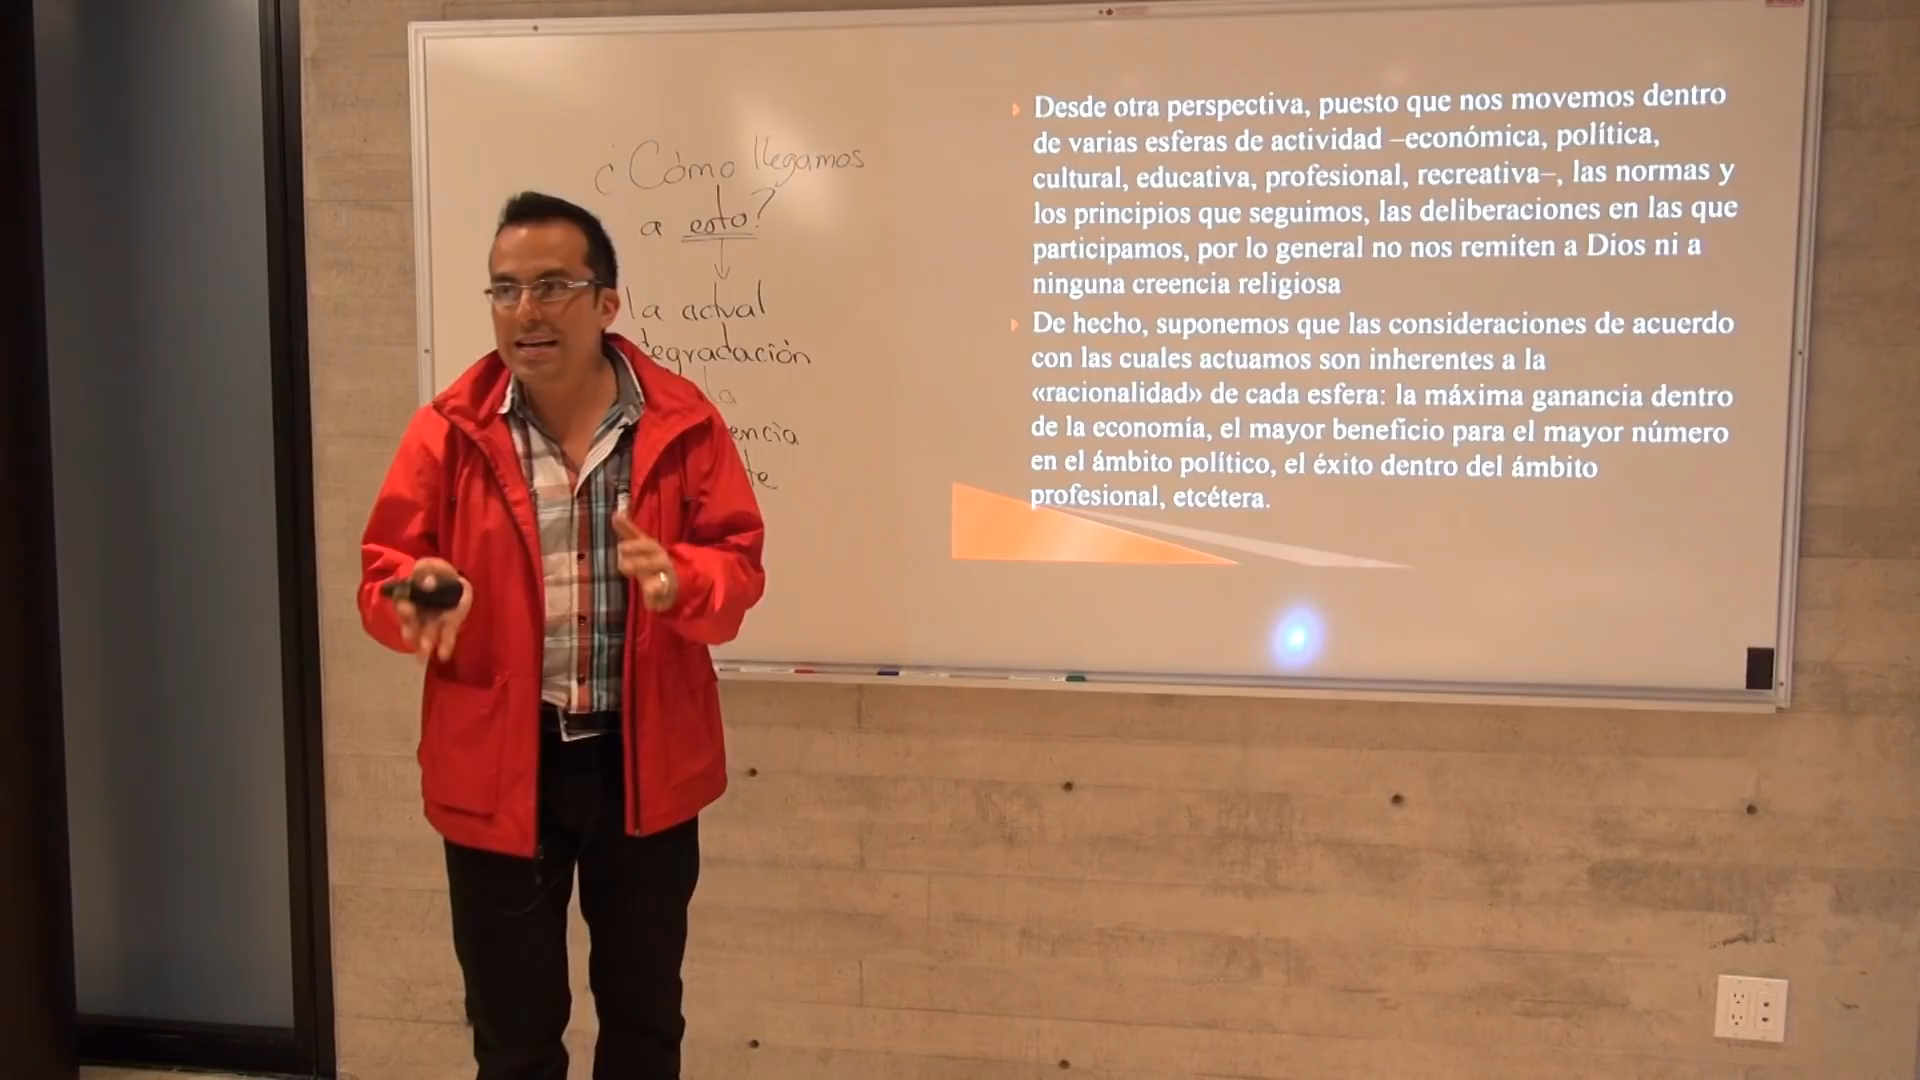 ¿Cómo llegamos
a esto?
la actual
degradación
Desde otra perspectiva, puesto que nos movemos dentro
de varias esferas de actividad –económica, política,
cultural, educativa, profesional, recreativa–, las normas y
los principios que seguimos, las deliberaciones en las que
participamos, por lo general no nos remiten a Dios ni a
ninguna creencia religiosa
De hecho, suponemos que las consideraciones de acuerdo
con las cuales actuamos son inherentes a la
«racionalidad» de cada esfera: la máxima ganancia dentro
de la economía, el mayor beneficio para el mayor número
en el ámbito político, el éxito dentro del ámbito
profesional, etcétera.